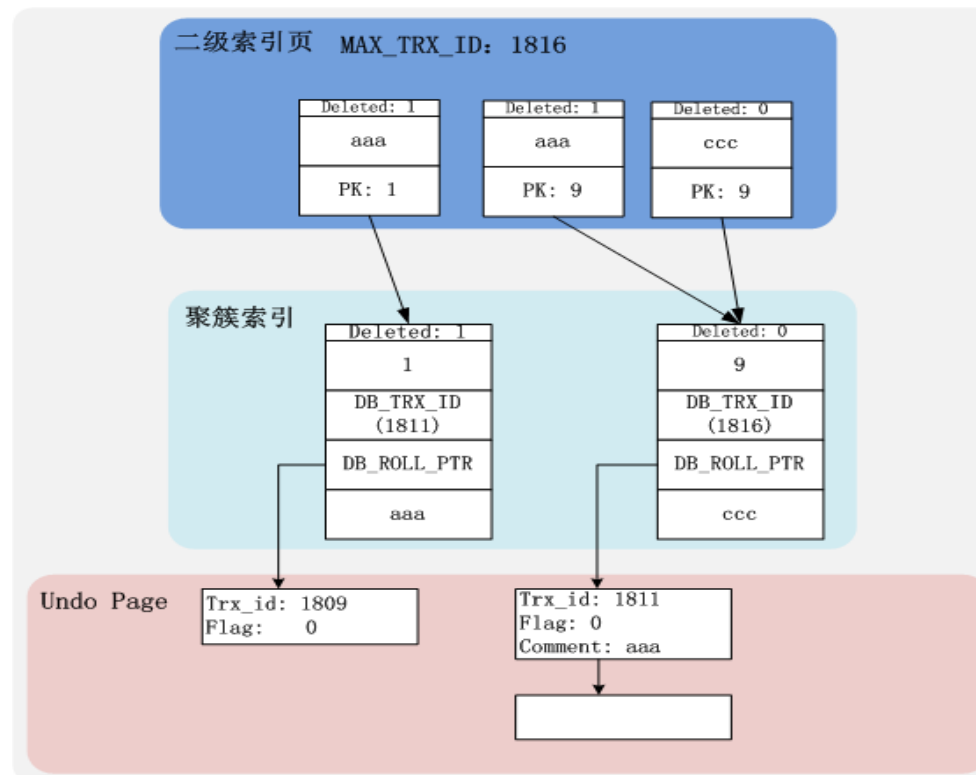 二级索引页 MAX_TRX_ID: 1816
Deleted: 1
aaa
PK: 1
Deleted: 1
aaa
PK: 9
Deleted: 0
ccc
PK: 9
聚簇索引
Deleted: 1
1
DB_TRX_ID
(1811)
DB_ROLL_PTR
aaa
Deleted: 0
9
DB_TRX_ID
(1816)
DB_ROLL_PTR
ccc
Undo Page
Trx_id: 1809
Flag: 0
Trx_id: 1811
Flag: 0
Comment: aaa